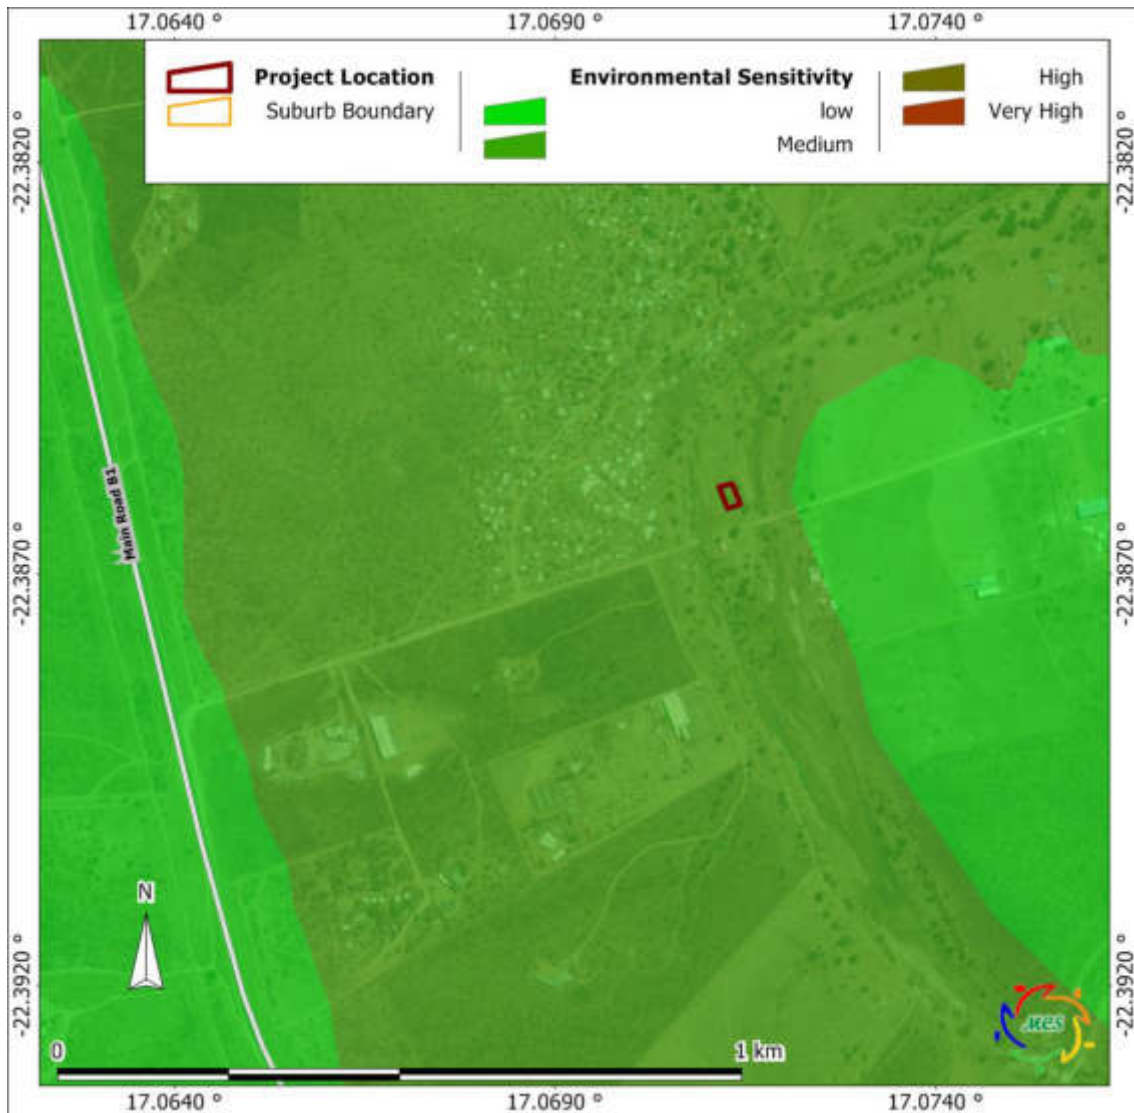 17.0640 °
17.0690 °
17.0740 °
Project Location
Suburb Boundary
Environmental Sensitivity
low
Medium
High
Very High
-22.3820 °
-22.3820 °
Main Road B1
-22.3870 °
-22.3870 °
N
-22.3920 °
-22.3920 °
MCS
0
1 km
17.0640 °
17.0690 °
17.0740 °